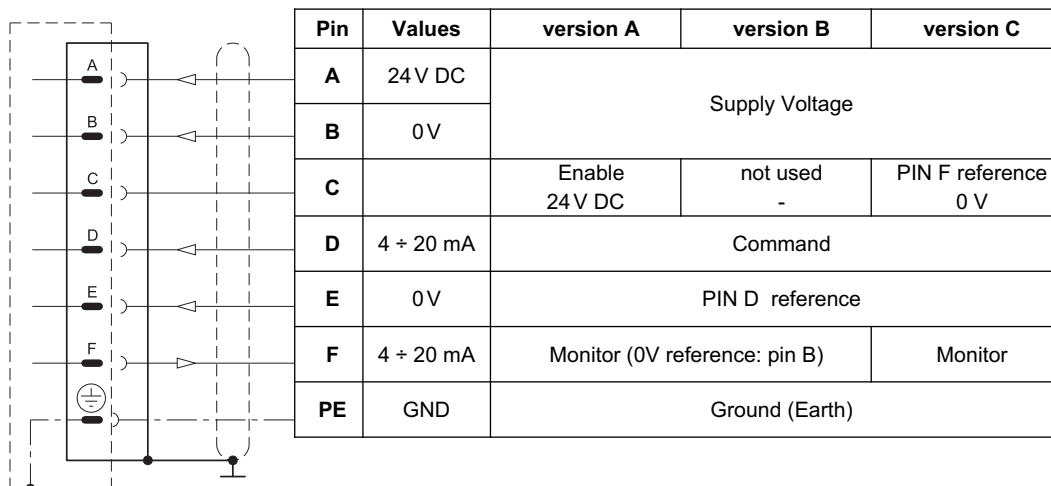 Pin Values version A version B version C
A 24 V DC Supply Voltage
B 0 V
C Enable 24 V DC not used - PIN F reference 0 V
D 4 ÷ 20 mA Command
E 0 V PIN D reference
F 4 ÷ 20 mA Monitor (0V reference: pin B) Monitor
PE GND Ground (Earth)
A
B
C
D
E
F